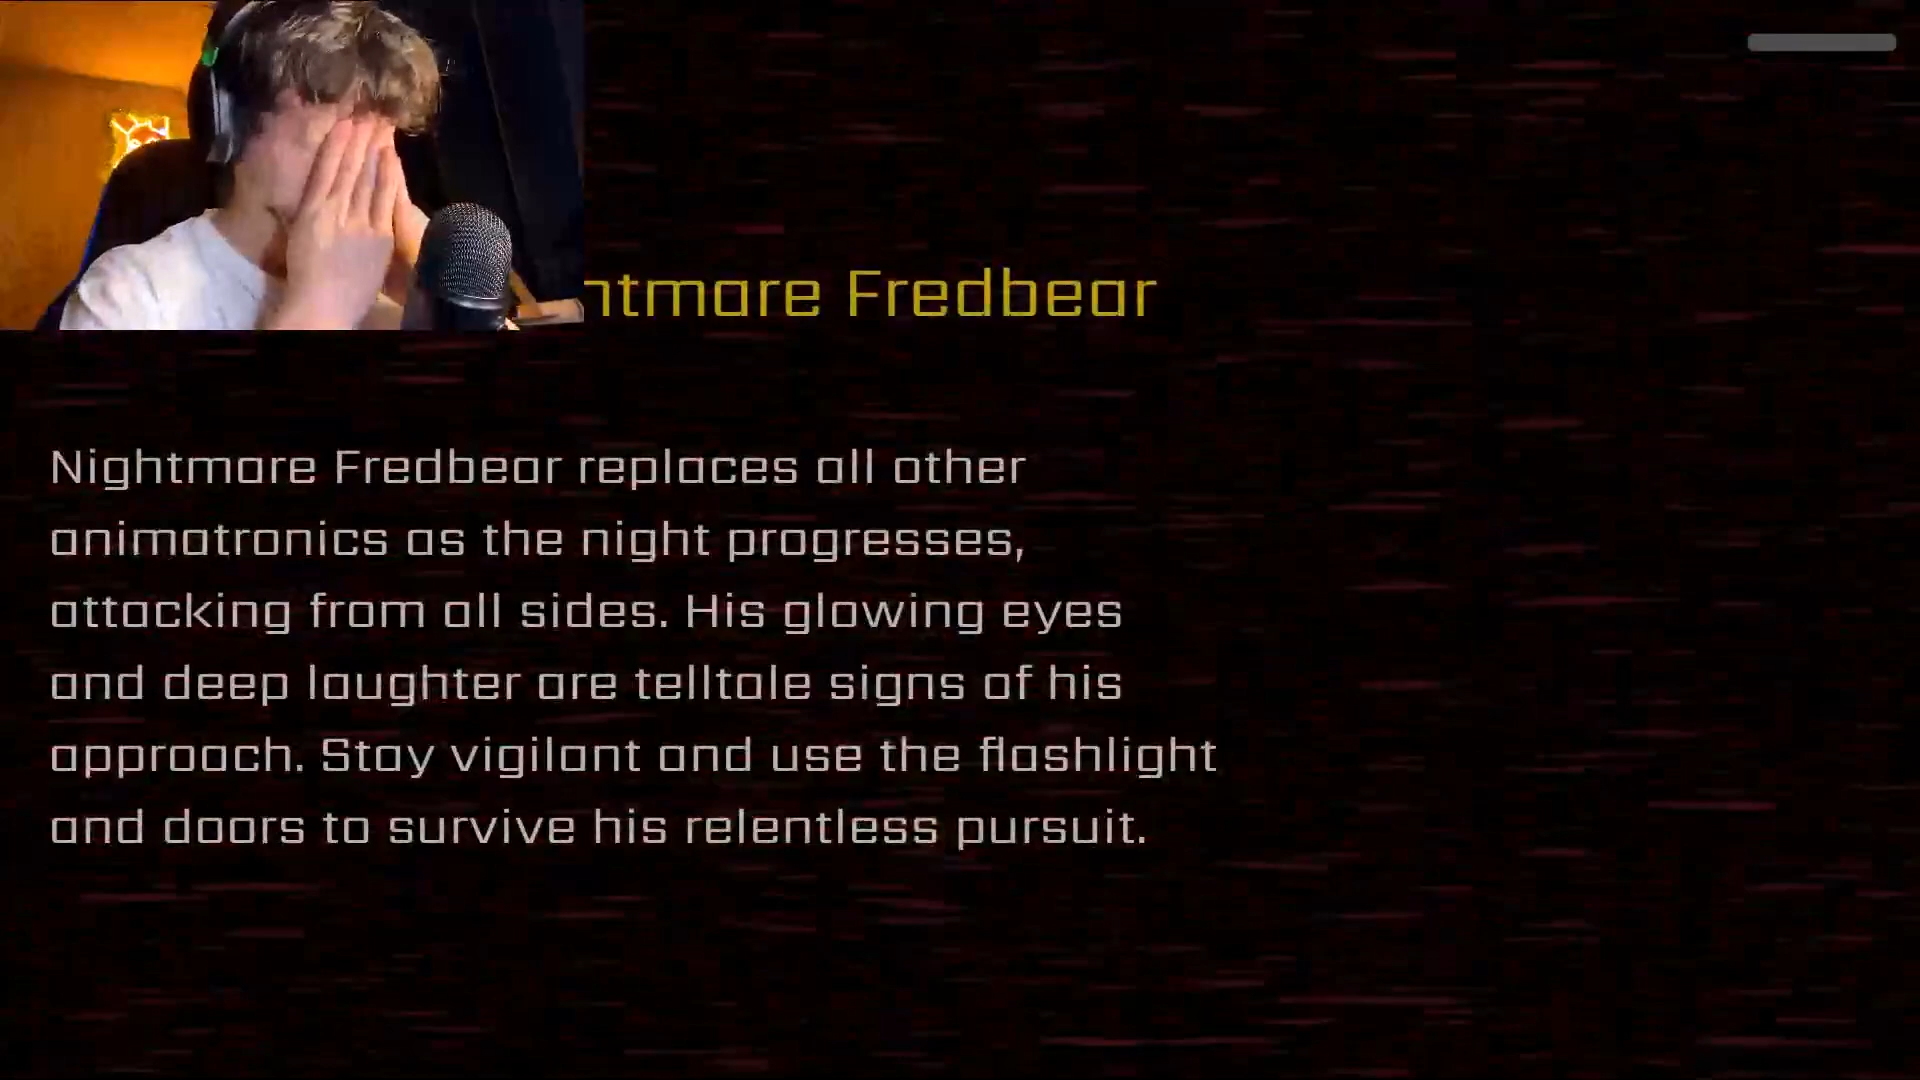 ntmare Fredbear
Nightmare Fredbear replaces all other
animatronics as the night progresses,
attacking from all sides. His glowing eyes
and deep laughter are telltale signs of his
approach. Stay vigilant and use the flashlight
and doors to survive his relentless pursuit.